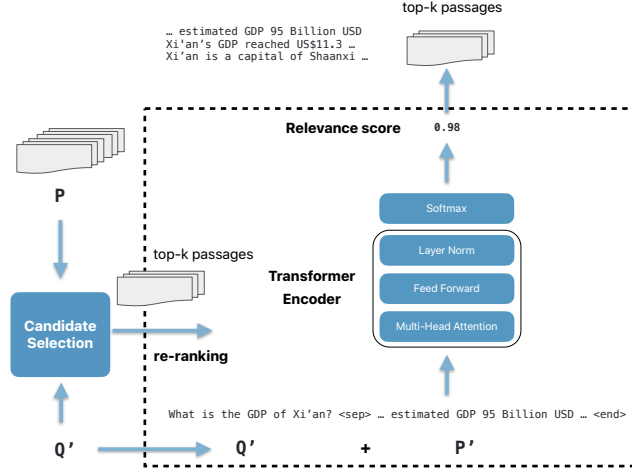 top-k passages
… estimated GDP 95 Billion USD
Xi'an’s GDP reached US$11.3 …
Xi’an is a capital of Shaanxi …
Relevance score
0.98
P
Softmax
Layer Norm
top-k passages
Transformer
Encoder
Feed Forward
Candidate
Selection
Multi-Head Attention
re-ranking
What is the GDP of Xi’an? <sep> … estimated GDP 95 Billion USD … <end>
Q’
Q’ + P’